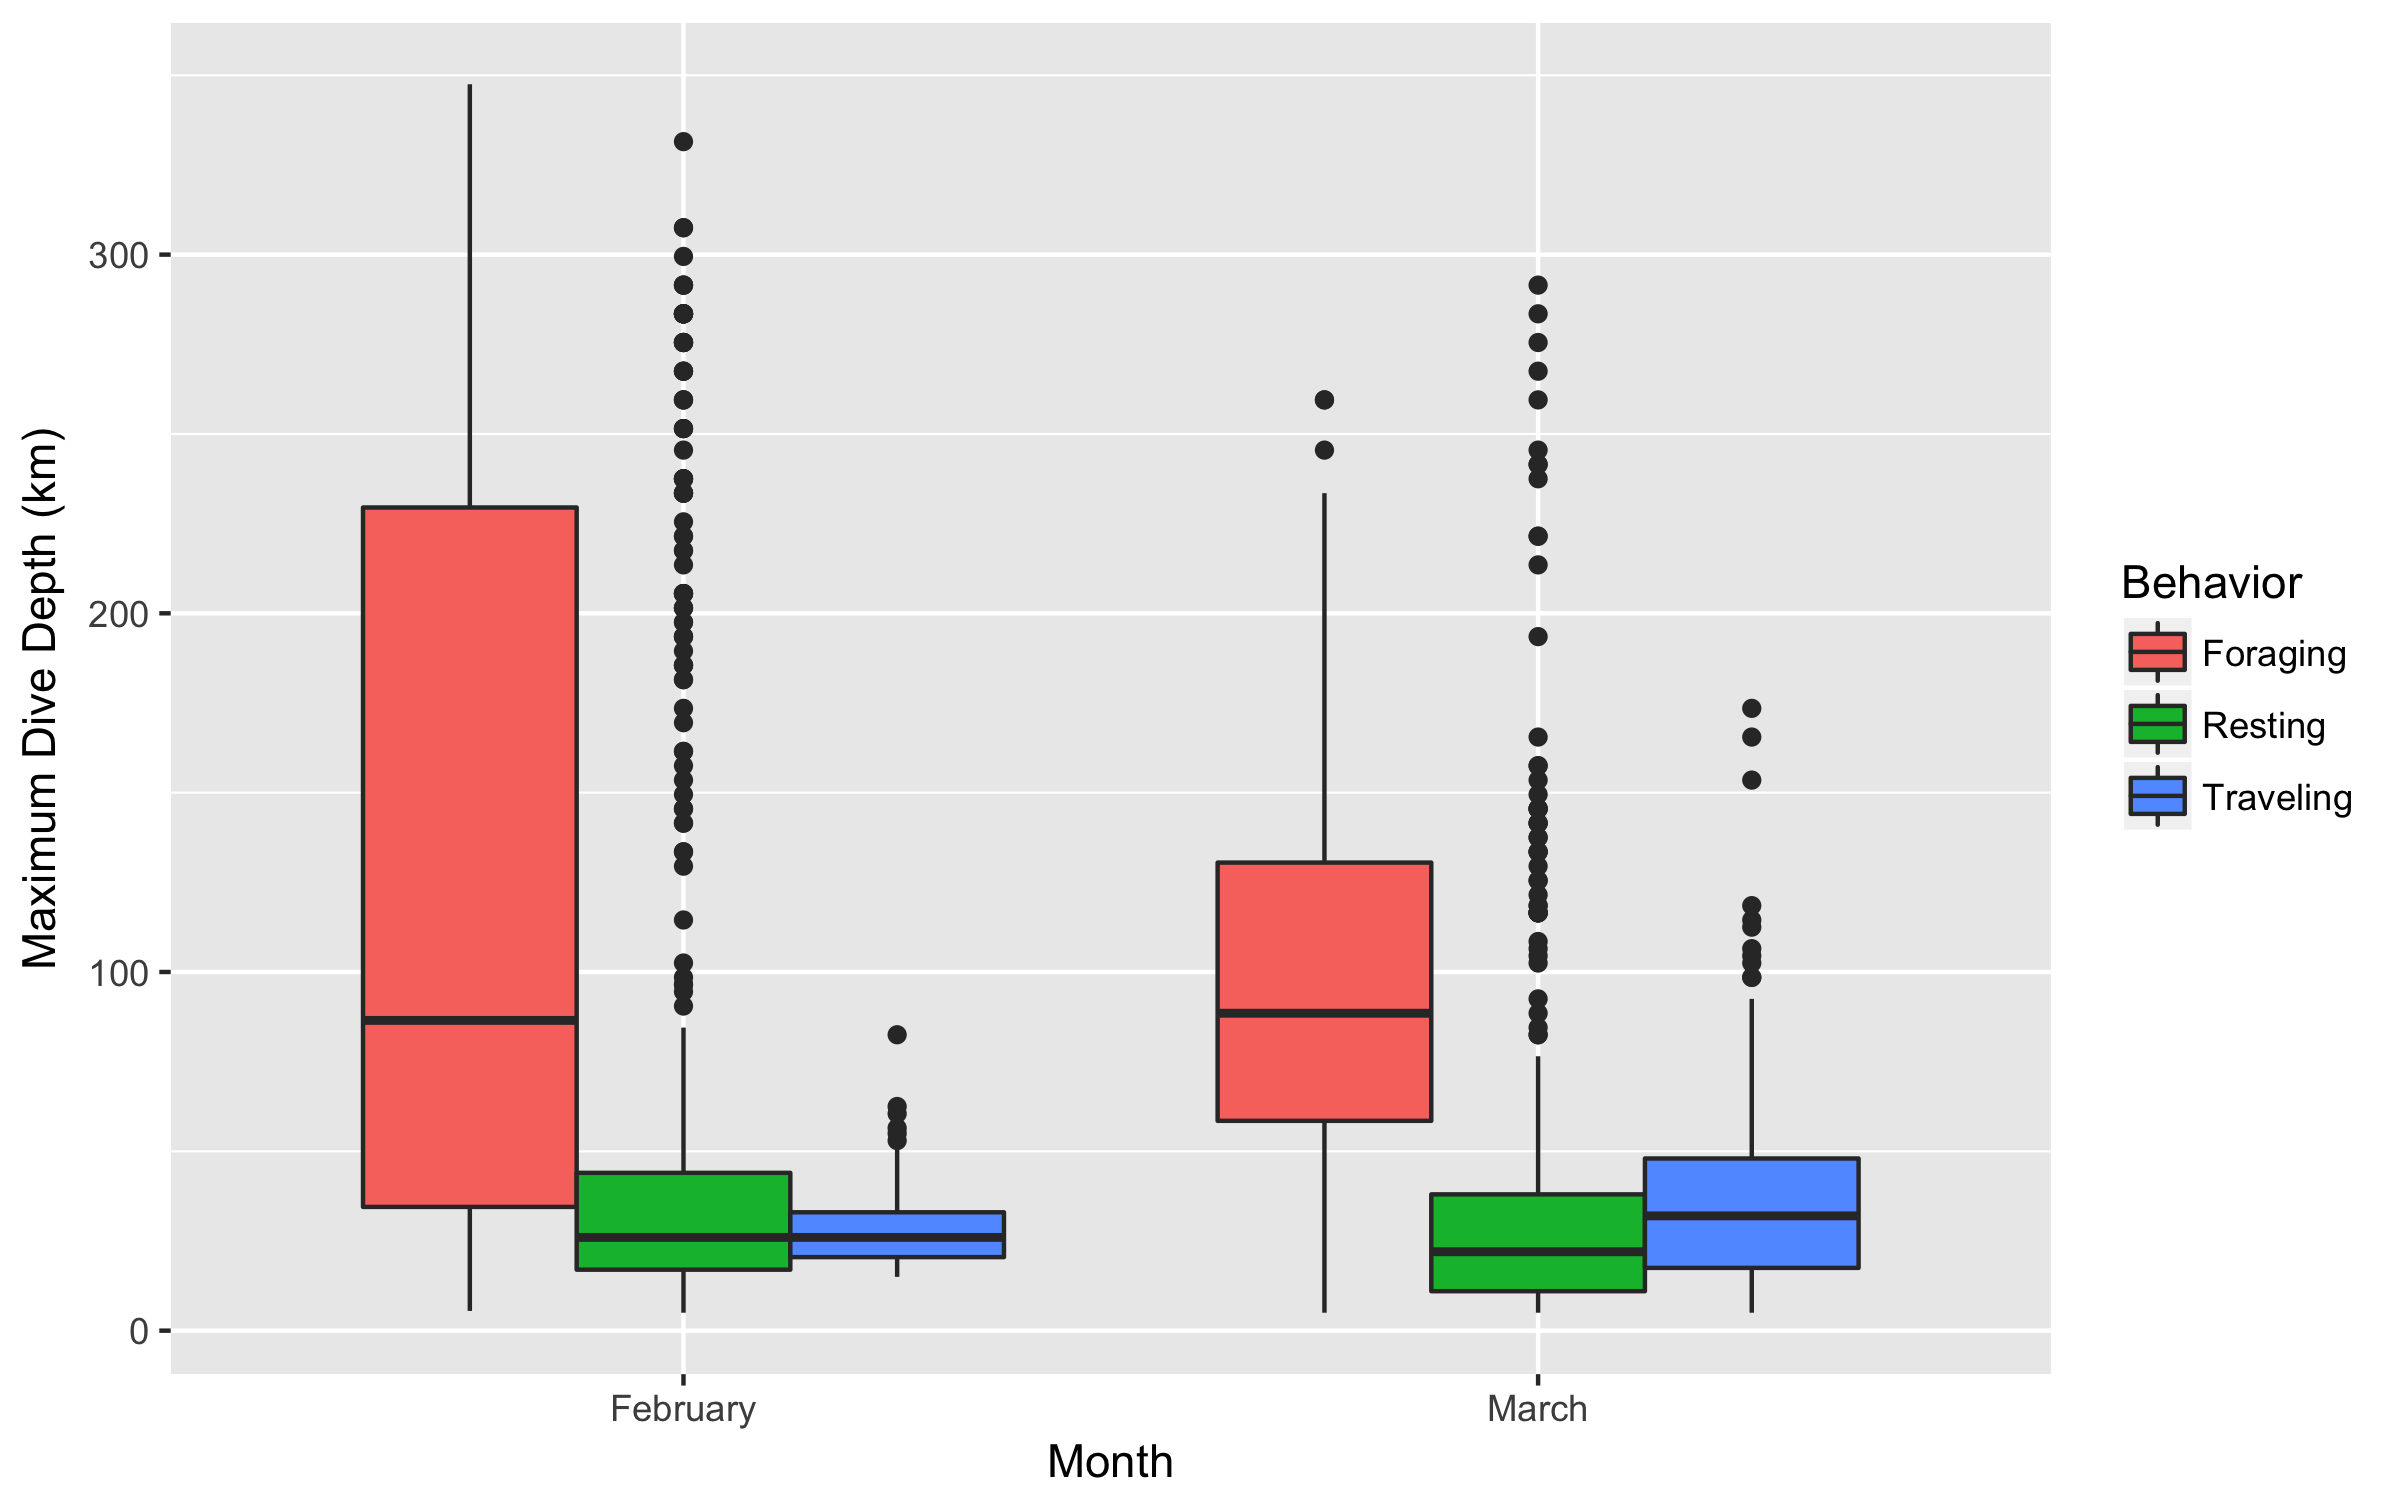 Maximum Dive Depth (km)
300
200
100
0
February
March
Month
Behavior
Foraging
Resting
Traveling